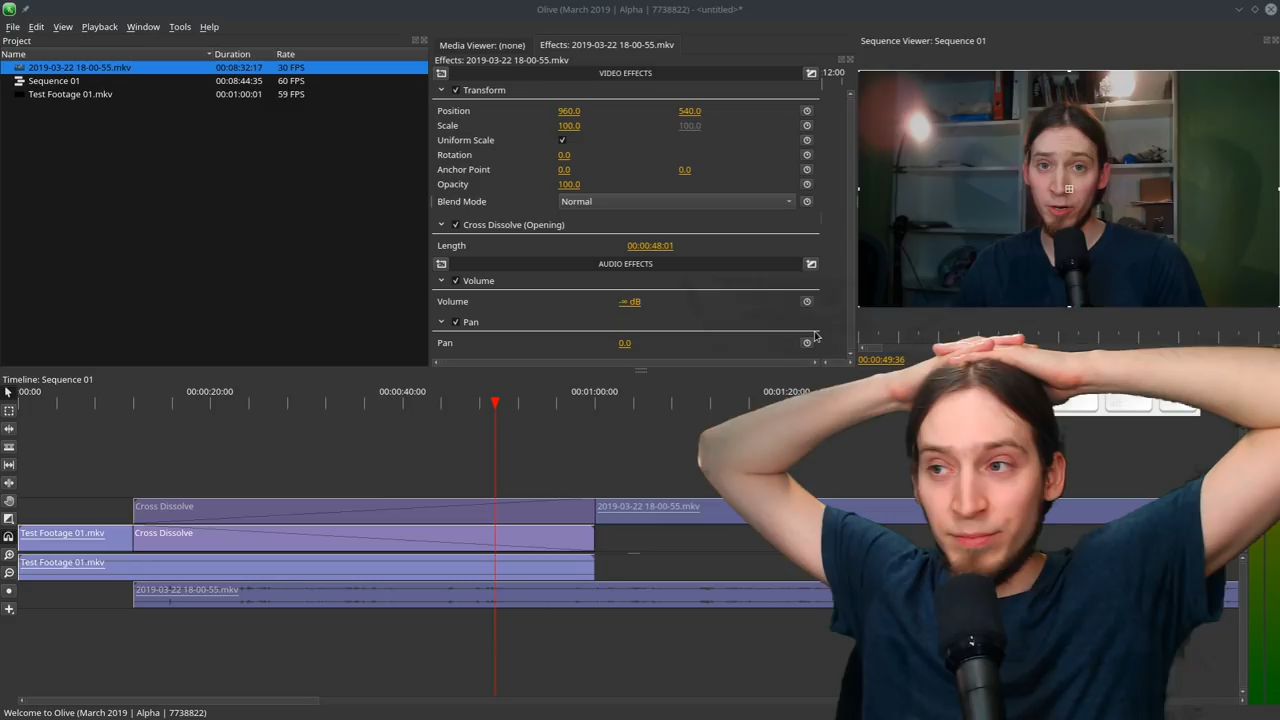 Olive (March 2019 | Alpha | 7738822) - <untitled>*
File Edit View Playback Window Tools Help
Project
Name Duration Rate
2019-03-22 18-00-55.mkv 00:08:32:17 30 FPS
Sequence 01 00:08:44:35 60 FPS
Test Footage 01.mkv 00:01:00:01 59 FPS
Media Viewer: (none) Effects: 2019-03-22 18-00-55.mkv
Effects: 2019-03-22 18-00-55.mkv
VIDEO EFFECTS
12:00
Transform
Position 960.0 540.0
Scale 100.0 100.0
Uniform Scale
Rotation 0.0
Anchor Point 0.0 0.0
Opacity 100.0
Blend Mode Normal
Cross Dissolve (Opening)
Length 00:00:48:01
AUDIO EFFECTS
Volume
Volume -∞ dB
Pan
Pan 0.0
Sequence Viewer: Sequence 01
00:00:49:36
Timeline: Sequence 01
00:00 00:00:20:00 00:00:40:00 00:01:00:00 00:01:20:00
Cross Dissolve 2019-03-22 18-00-55.mkv
Test Footage 01.mkv Cross Dissolve
Test Footage 01.mkv
2019-03-22 18-00-55.mkv
Welcome to Olive (March 2019 | Alpha | 7738822)